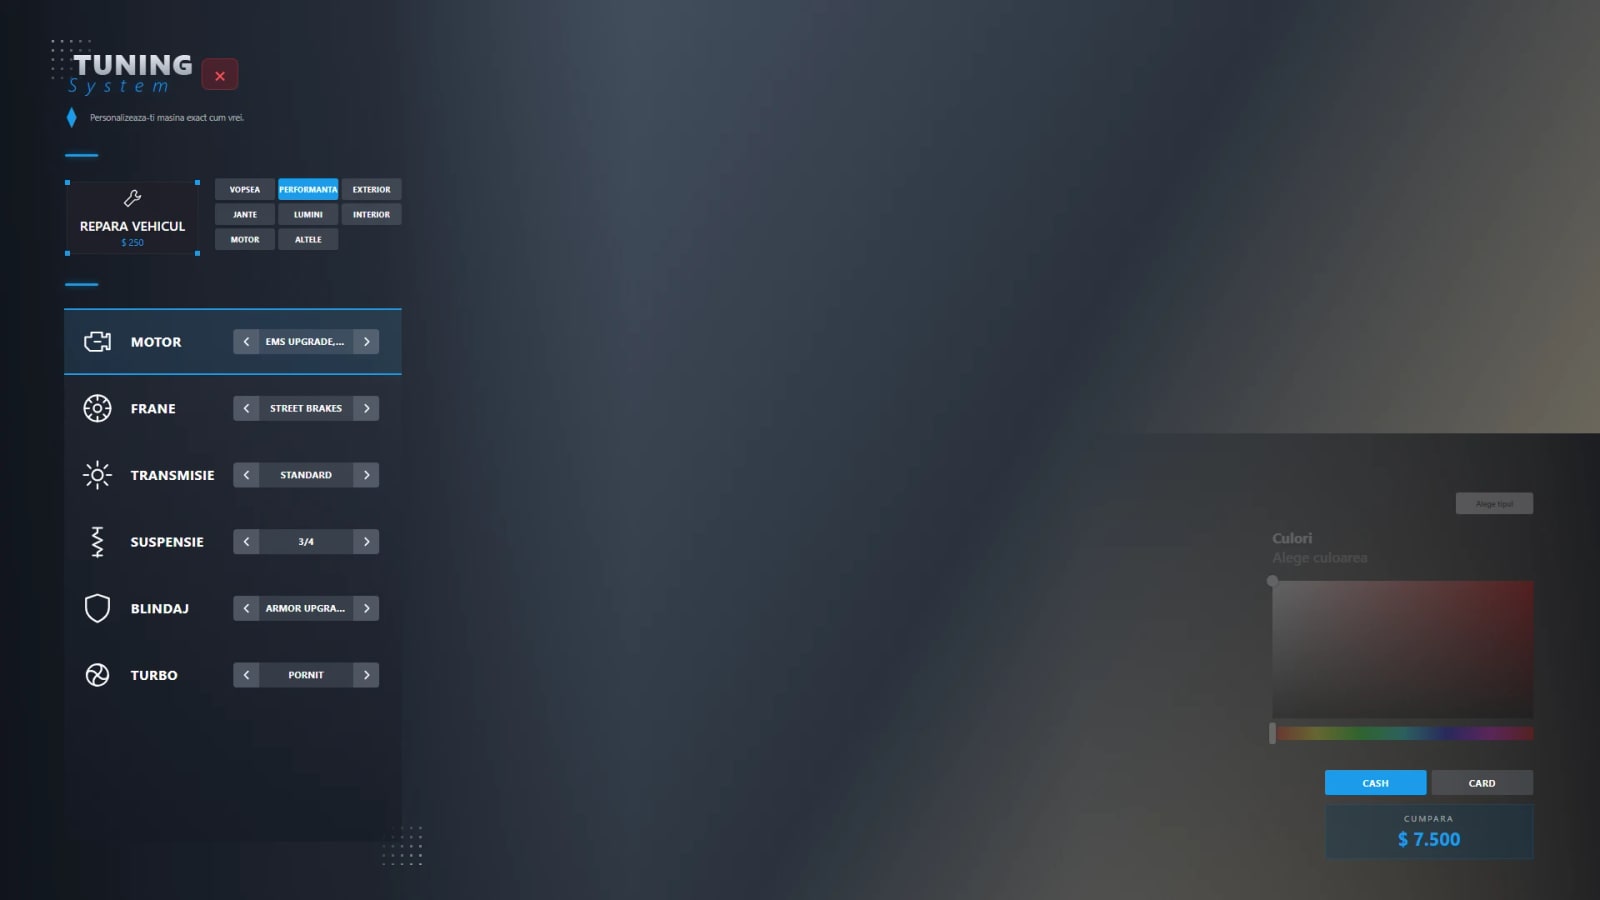 TUNING
System
Personalizeaza-ti masina exact cum vrei.
REPARA VEHICUL
$ 250
VOPSEA
PERFORMANTA
EXTERIOR
JANTE
LUMINI
INTERIOR
MOTOR
ALTELE
MOTOR
EMS UPGRADE,...
FRANE
STREET BRAKES
TRANSMISIE
STANDARD
SUSPENSIE
3/4
BLINDAJ
ARMOR UPGRA...
TURBO
PORNIT
Alege tipul
Culori
Alege culoarea
CASH
CARD
CUMPARA
$ 7.500